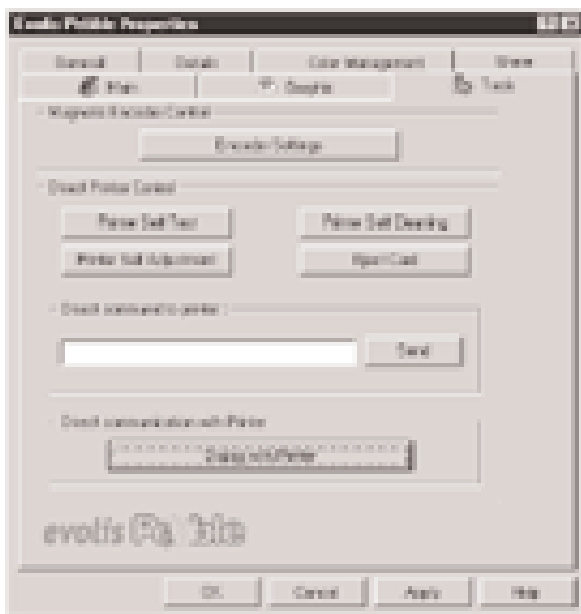 Evolis Pebble Properties
General Details Color Management Share
Main Graphic Tools
Magnetic Encoder Control
Encoder Settings
Direct Printer Control
Printer Self Test Printer Self Cleaning
Printer Self Adjustment Eject Card
Direct command to printer :
Send
Direct communication with Printer
Dialog with Printer
evolis
OK Cancel Apply Help